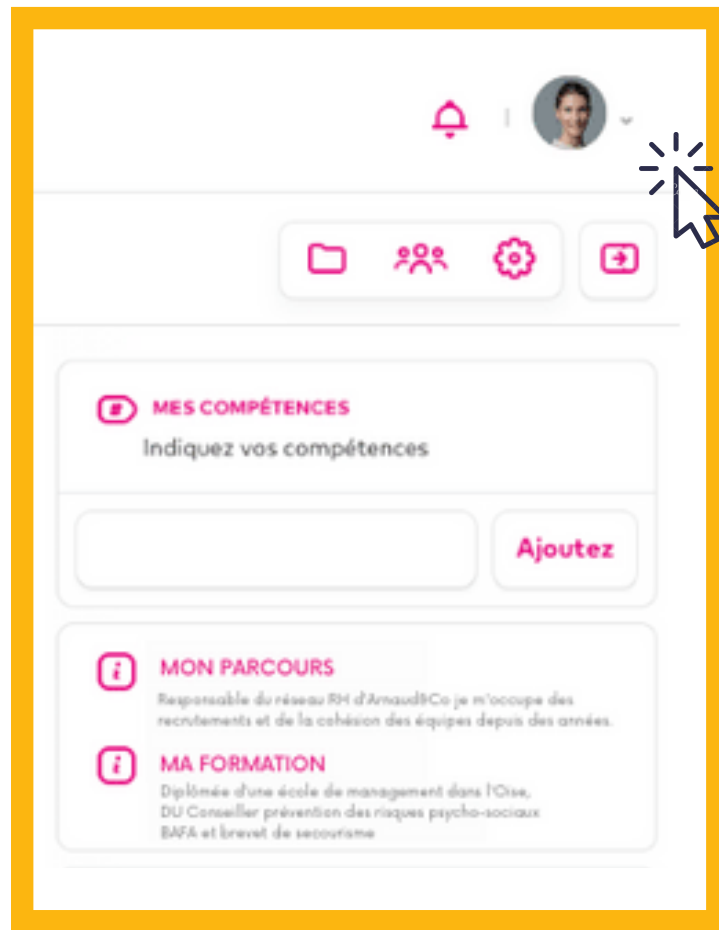 MES COMPÉTENCES
Indiquez vos compétences
Ajoutez
MON PARCOURS
Responsable du réseau RH d'Arnaud&Co je m'occupe des
recrutements et de la cohésion des équipes depuis des années.
MA FORMATION
Diplômée d'une école de management dans l'Oise,
DU Conseiller prévention des risques psycho-sociaux
BAFA et brevet de secourisme